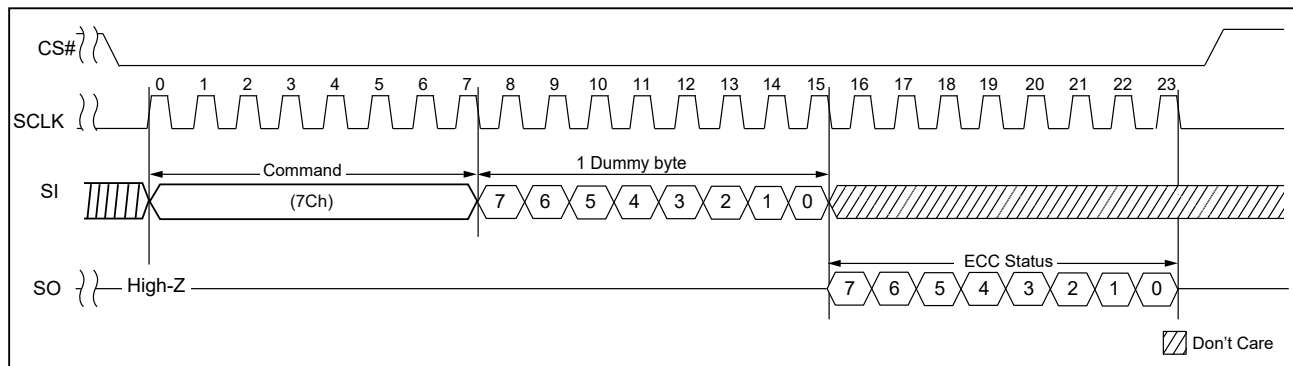 CS#
0 1 2 3 4 5 6 7 8 9 10 11 12 13 14 15 16 17 18 19 20 21 22 23
SCLK
Command 1 Dummy byte
SI (7Ch) 7 6 5 4 3 2 1 0
ECC Status
SO High-Z 7 6 5 4 3 2 1 0
Don't Care